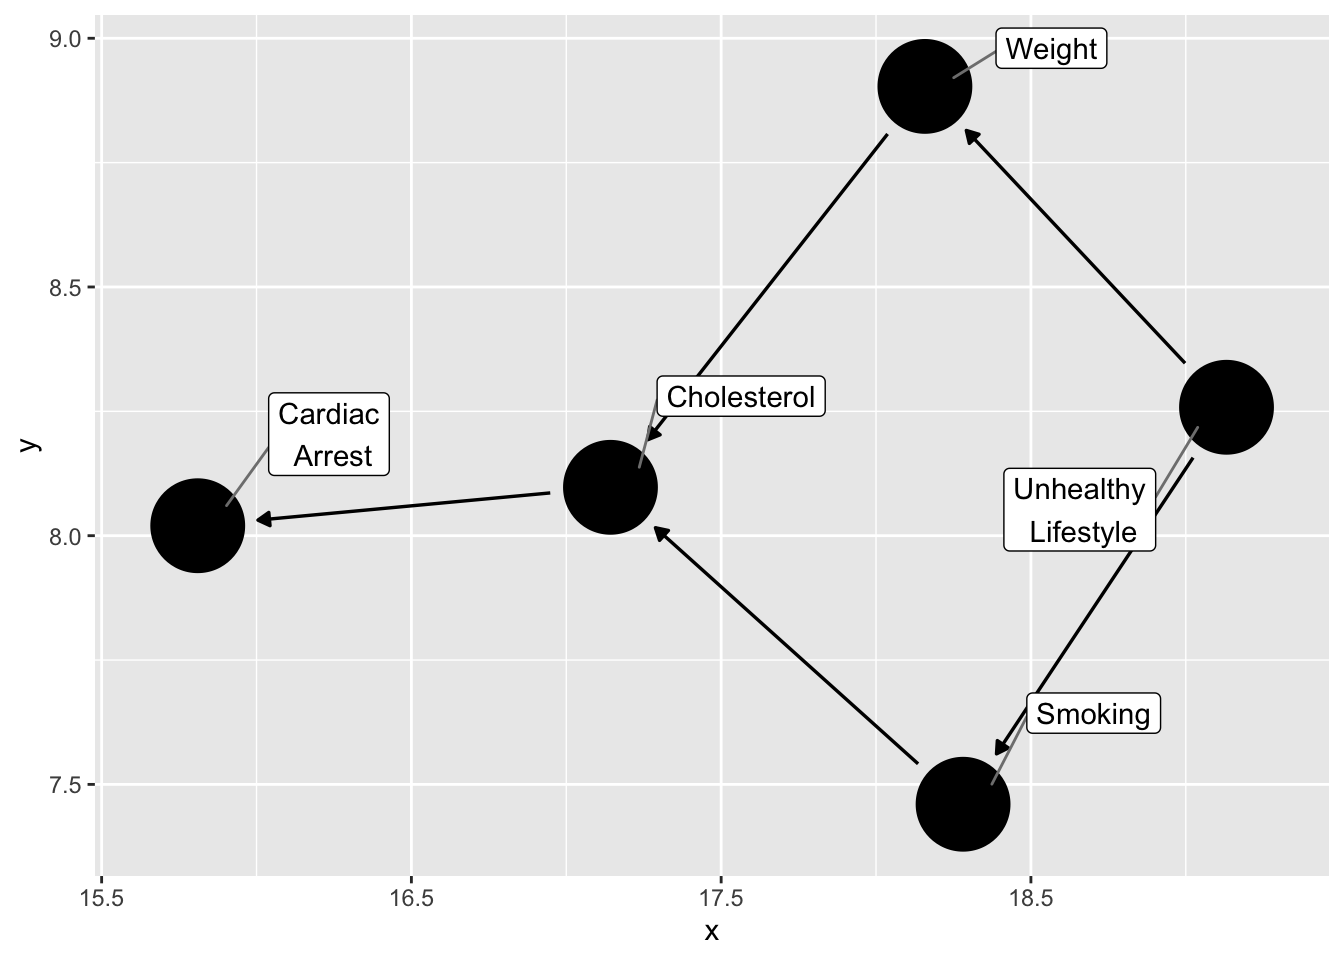 9.0
Weight
8.5
Cholesterol
Cardiac
Arrest
y
Unhealthy
Lifestyle
8.0
Smoking
7.5
15.5
16.5
17.5
18.5
x